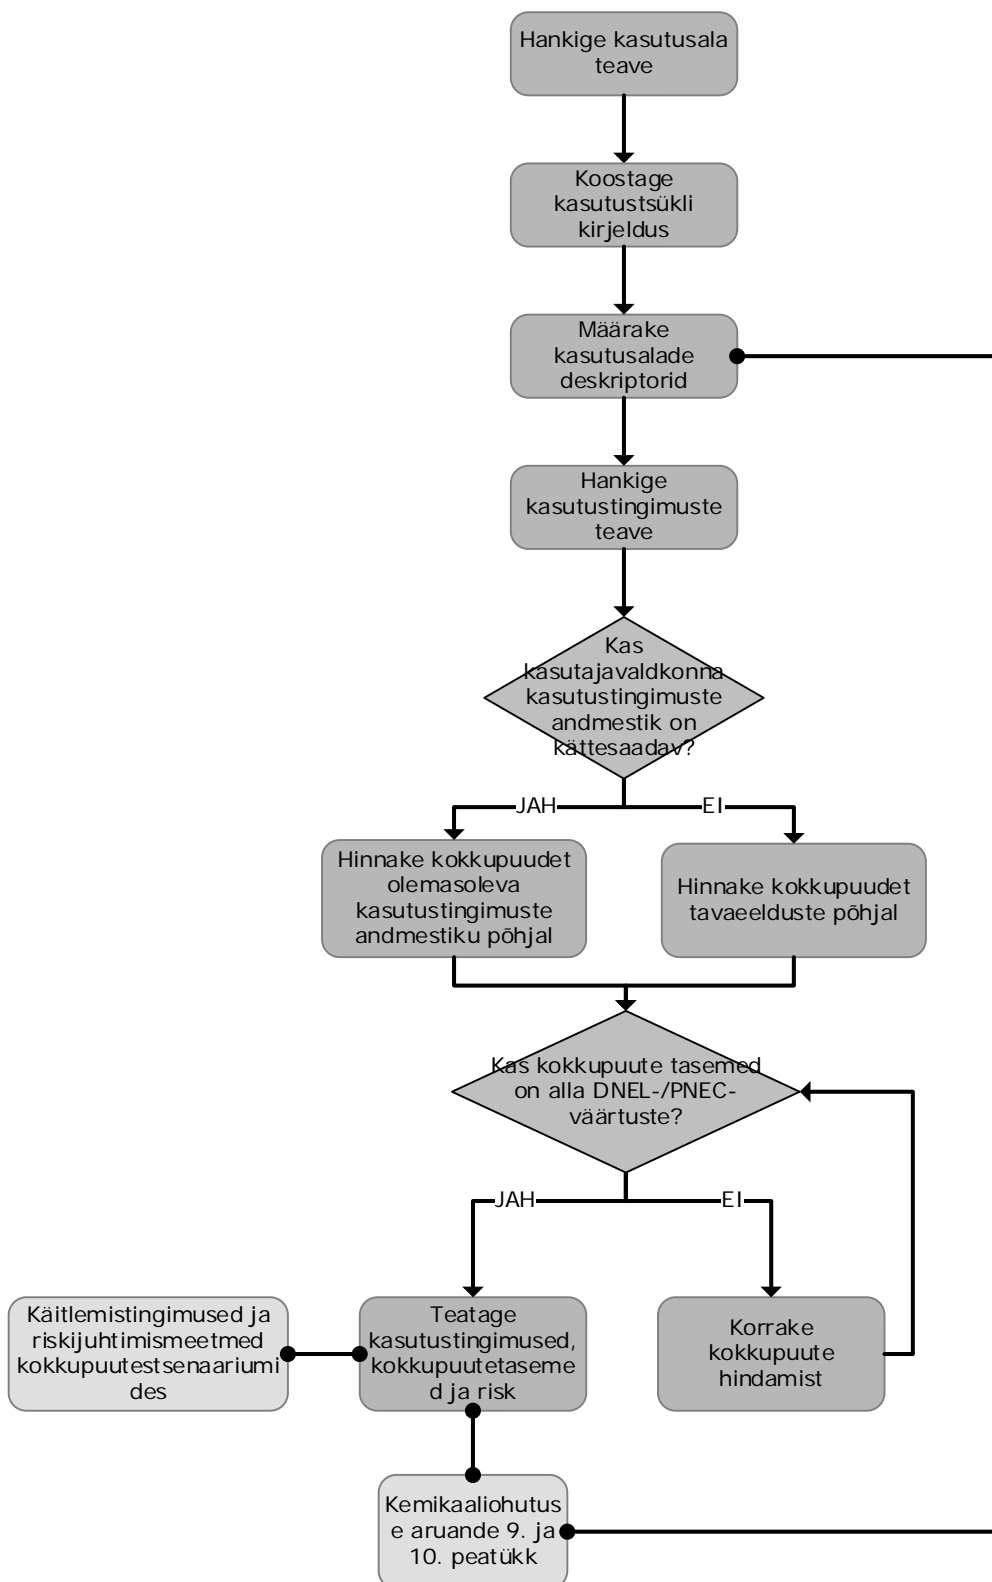 Hankige kasutusala
teave
Koostage
kasutustsükli
kirjeldus
Määrake
kasutusalade
deskriptorid
Hankige
kasutustingimuste
teave
Kas
kasutajavaldkonna
kasutustingimuste
andmestik on
kättesaadav?
JAH
EI
Hinnake kokkupuudet
olemasoleva
kasutustingimuste
andmestiku põhjal
Hinnake kokkupuudet
tavaeelduste põhjal
Kas kokkupuute tasemed
on alla DNEL-/PNEC-
väärtuste?
JAH
EI
Käitlemistingimused ja
riskijuhtimismeetmed
kokkupuutestsenaariumi
des
Teatage
kasutustingimused,
kokkupuutetaseme
d ja risk
Korrake
kokkupuute
hindamist
Kemikaaliohutus
e aruande 9. ja
10. peatükk